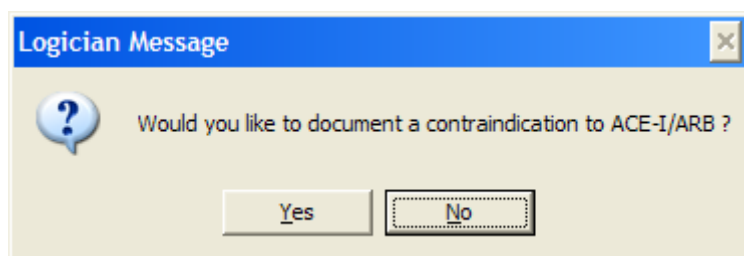 Logician Message
Would you like to document a contraindication to ACE-I/ARB ?
Yes No